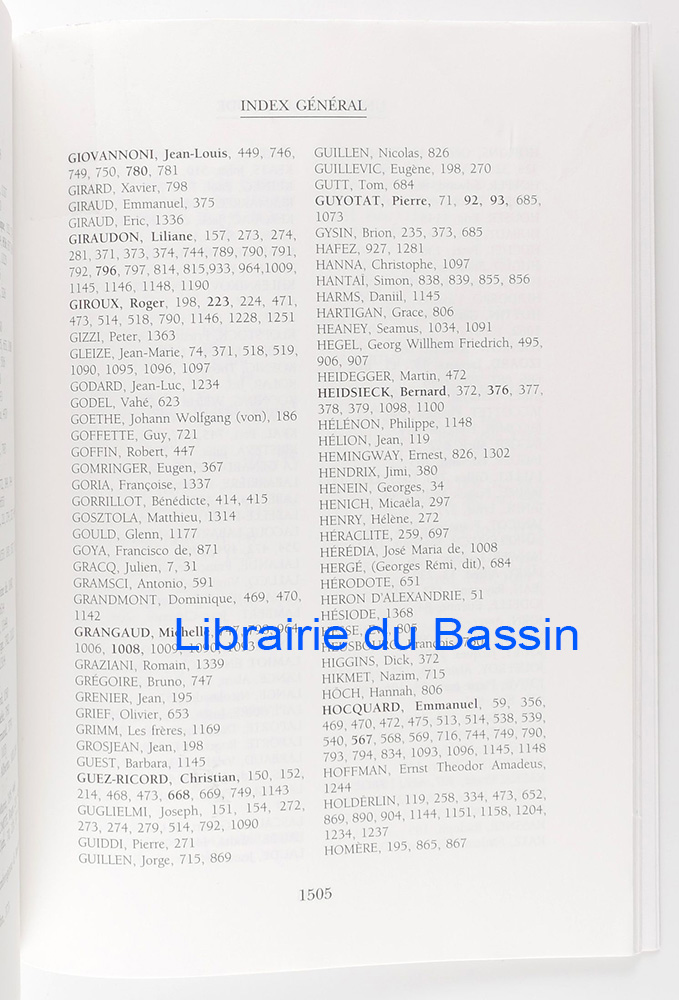 INDEX GÉNÉRAL
GIOVANNONI, Jean-Louis, 449, 746,
749, 750, 780, 781
GIRARD, Xavier, 798
GIRAUD, Emmanuel, 375
GIRAUD, Eric, 1336
GIRAUDON, Liliane, 157, 273, 274,
281, 371, 373, 374, 744, 789, 790, 791,
792, 796, 797, 814, 815,933, 964,1009,
1145, 1146, 1148, 1190
GIROUX, Roger, 198, 223, 224, 471,
473, 514, 518, 790, 1146, 1228, 1251
GIZZI, Peter, 1363
GLEIZE, Jean-Marie, 74, 371, 518, 519,
1090, 1095, 1096, 1097
GODARD, Jean-Luc, 1234
GODEL, Vahé, 623
GOETHE, Johann Wolfgang (von), 186
GOFFETTE, Guy, 721
GOFFIN, Robert, 447
GOMRINGER, Eugen, 367
GORIA, Françoise, 1337
GORRILLOT, Bénédicte, 414, 415
GOSZTOLA, Matthieu, 1314
GOULD, Glenn, 1177
GOYA, Francisco de, 871
GRACQ, Julien, 7, 31
GRAMSCI, Antonio, 591
GRANDMONT, Dominique, 469, 470,
1142
GRANGAUD, Michelle, 964,
1006, 1008, 1009, 1090, 1093
GRAZIANI, Romain, 1339
GRÉGOIRE, Bruno, 747
GRENIER, Jean, 195
GRIEF, Olivier, 653
GRIMM, Les frères, 1169
GROSJEAN, Jean, 198
GUEST, Barbara, 1145
GUEZ-RICORD, Christian, 150, 152,
214, 468, 473, 668, 669, 749, 1143
GUGLIELMI, Joseph, 151, 154, 272,
273, 274, 279, 514, 792, 1090
GUIDDI, Pierre, 271
GUILLEN, Jorge, 715, 869
GUILLEN, Nicolas, 826
GUILLEVIC, Eugène, 198, 270
GUTT, Tom, 684
GUYOTAT, Pierre, 71, 92, 93, 685,
1073
GYSIN, Brion, 235, 373, 685
HAFEZ, 927, 1281
HANNA, Christophe, 1097
HANTAÏ, Simon, 838, 839, 855, 856
HARMS, Daniil, 1145
HARTIGAN, Grace, 806
HEANEY, Seamus, 1034, 1091
HEGEL, Georg Willhem Friedrich, 495,
906, 907
HEIDEGGER, Martin, 472
HEIDSIECK, Bernard, 372, 376, 377,
378, 379, 1098, 1100
HÉLÉNON, Philippe, 1148
HÉLION, Jean, 119
HEMINGWAY, Ernest, 826, 1302
HENDRIX, Jimi, 380
HENEIN, Georges, 34
HENICH, Micaëla, 297
HENRY, Hélène, 272
HÉRACLITE, 259, 697
HÉRÉDIA, José Maria de, 1008
HERGÉ, (Georges Rémi, dit), 684
HÉRODOTE, 651
HERON D'ALEXANDRIE, 51
HÉSIODE, 1368
805
François,
HIGGINS, Dick, 372
HIKMET, Nazim, 715
HÖCH, Hannah, 806
HOCQUARD, Emmanuel, 59, 356,
469, 470, 472, 475, 513, 514, 538, 539,
540, 567, 568, 569, 716, 744, 749, 790,
793, 794, 834, 1093, 1096, 1145, 1148
HOFFMAN, Ernst Theodor Amadeus,
1244
HOLDERLIN, 119, 258, 334, 473, 652,
869, 890, 904, 1144, 1151, 1158, 1204,
1234, 1237
HOMÈRE, 195, 865, 867
Librairie du Bassin
1505